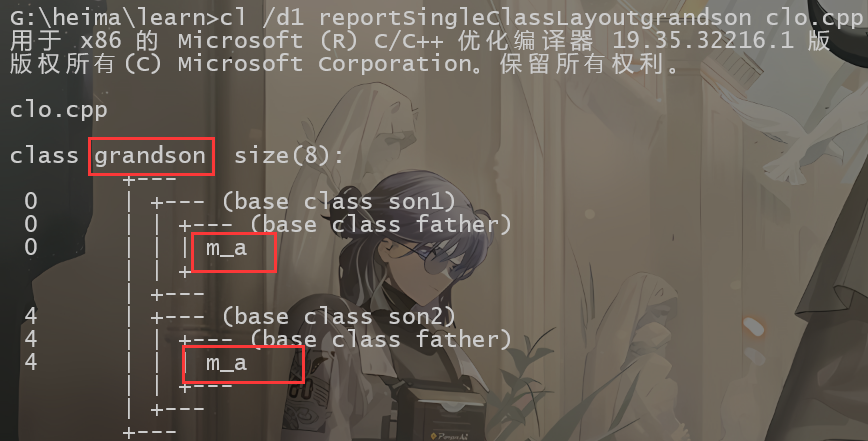 G:\heima\learn>cl /d1 reportSingleClassLayoutgrandson clo.cpp
用于 x86 的 Microsoft (R) C/C++ 优化编译器 19.35.32216.1 版
版权所有(C) Microsoft Corporation。保留所有权利。
clo.cpp
class grandson size(8):
+---
0 | +--- (base class son1)
0 | | +--- (base class father)
0 | | | m_a
| | +---
| +---
4 | +--- (base class son2)
4 | | +--- (base class father)
4 | | | m_a
| | +---
| +---
+---